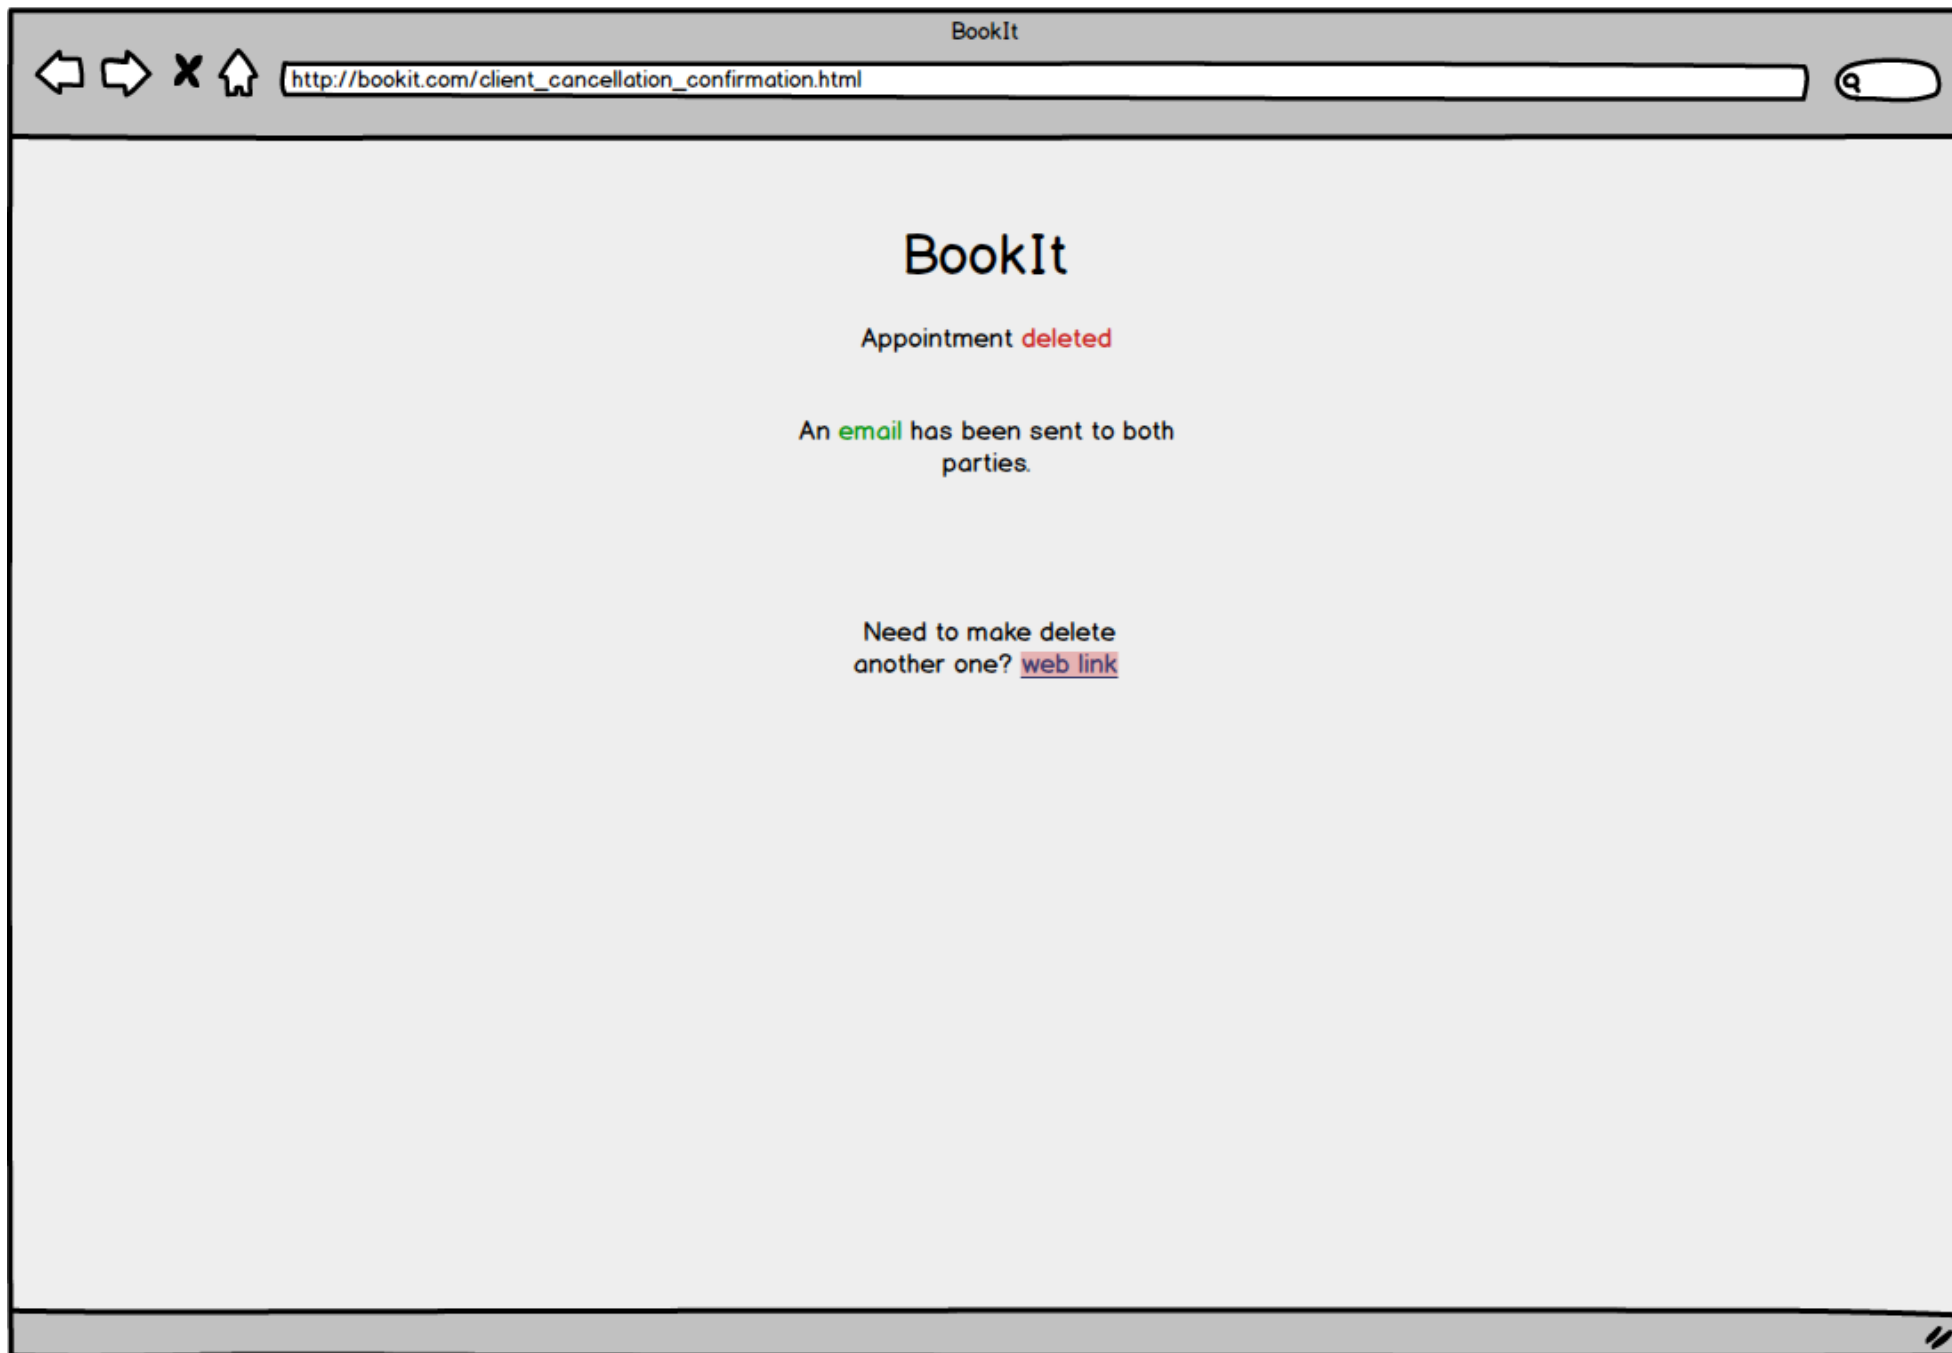 BookIt
http://bookit.com/client_cancellation_confirmation.html
BookIt
Appointment deleted
An email has been sent to both
parties.
Need to make delete
another one? web link